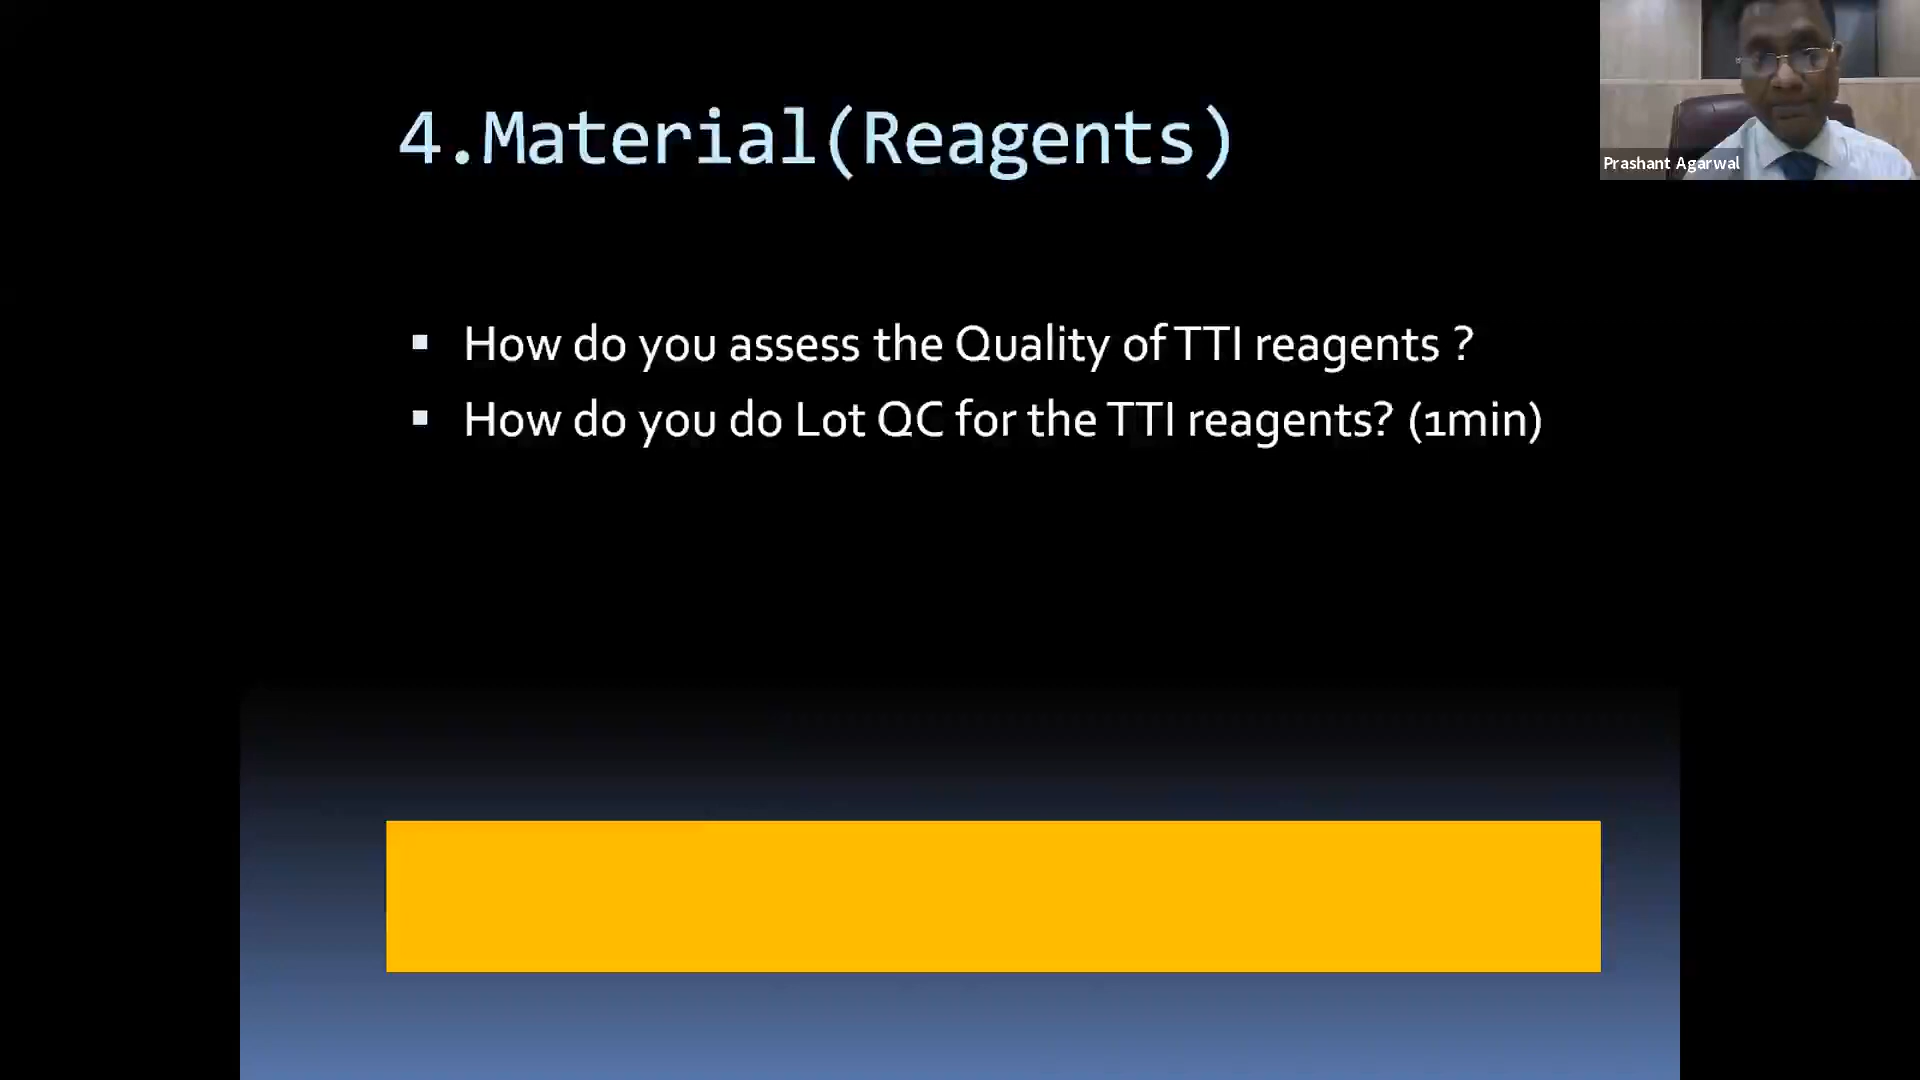 4.Material(Reagents)
Prashant Agarwal
▪ How do you assess the Quality of TTI reagents ?
▪ How do you do Lot QC for the TTI reagents? (1min)